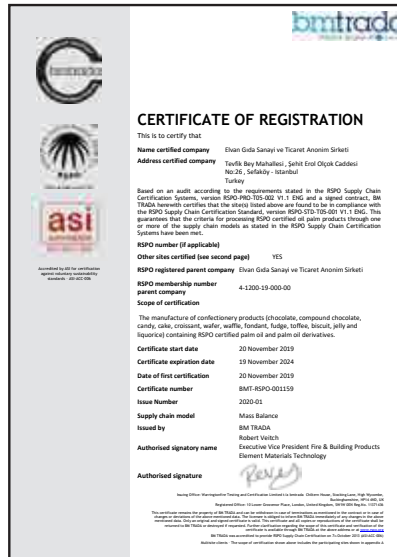 bmtrada
CERTIFICATE OF REGISTRATION
This is to certify that
Name certified company Elvan Gıda Sanayi ve Ticaret Anonim Sirketi
Address certified company Tevfik Bey Mahallesi , Şehit Erol Olçok Caddesi
No:26 , Sefaköy - Istanbul
Turkey
Based on an audit according to the requirements stated in the RSPO Supply Chain
Certification Systems, version RSPO-PRO-T05-002 V1.1 ENG and a signed contract, BM
TRADA herewith certifies that the site(s) listed above are found to be in compliance with
the RSPO Supply Chain Certification Standard, version RSPO-STD-T05-001 V1.1 ENG. This
guarantees that the criteria for processing RSPO certified oil palm products through one
or more of the supply chain models as stated in the RSPO Supply Chain Certification
Systems have been met.
RSPO number (if applicable)
Other sites certified (see second page) YES
RSPO registered parent company Elvan Gıda Sanayi ve Ticaret Anonim Sirketi
RSPO membership number
parent company 4-1200-19-000-00
Scope of certification
The manufacture of confectionery products (chocolate, compound chocolate,
candy, cake, croissant, wafer, waffle, fondant, fudge, toffee, biscuit, jelly and
liquorice) containing RSPO certified palm oil and palm oil derivatives.
Certificate start date 20 November 2019
Certificate expiration date 19 November 2024
Date of first certification 20 November 2019
Certificate number BMT-RSPO-001159
Issue Number 2020-01
Supply chain model Mass Balance
Issued by BM TRADA
Robert Veitch
Authorised signatory name Executive Vice President Fire & Building Products
Element Materials Technology
Authorised signature
asi
Accredited by ASI for certification
against voluntary sustainability
standards - ASI-ACC-006